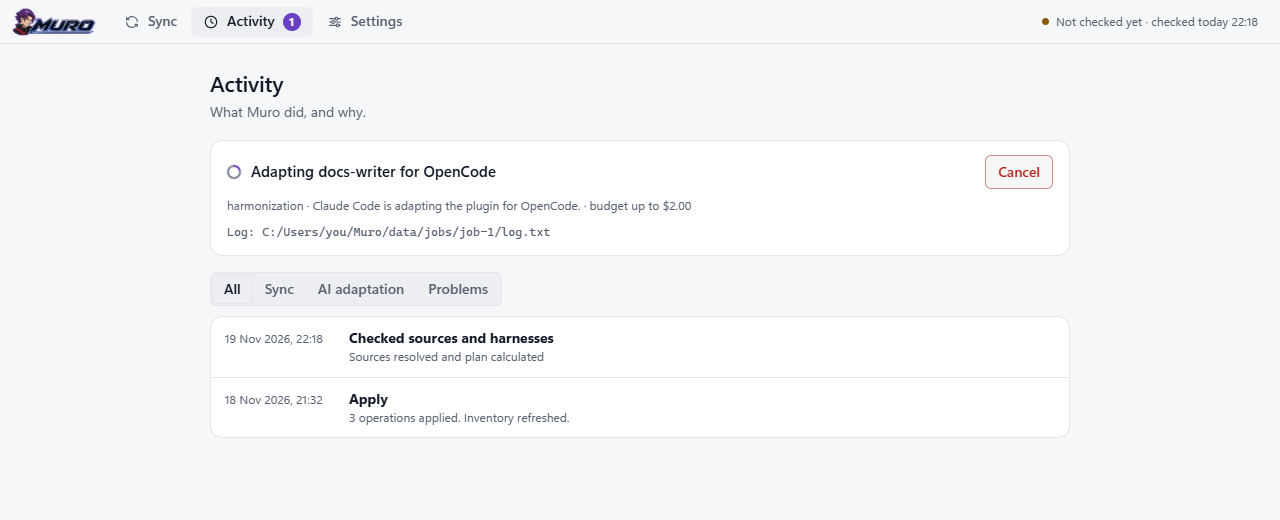 MURO
Sync
Activity 1
Settings
Not checked yet · checked today 22:18
Activity
What Muro did, and why.
Adapting docs-writer for OpenCode
Cancel
harmonization · Claude Code is adapting the plugin for OpenCode. · budget up to $2.00
Log: C:/Users/you/Muro/data/jobs/job-1/log.txt
All Sync AI adaptation Problems
19 Nov 2026, 22:18 Checked sources and harnesses
Sources resolved and plan calculated
18 Nov 2026, 21:32 Apply
3 operations applied. Inventory refreshed.